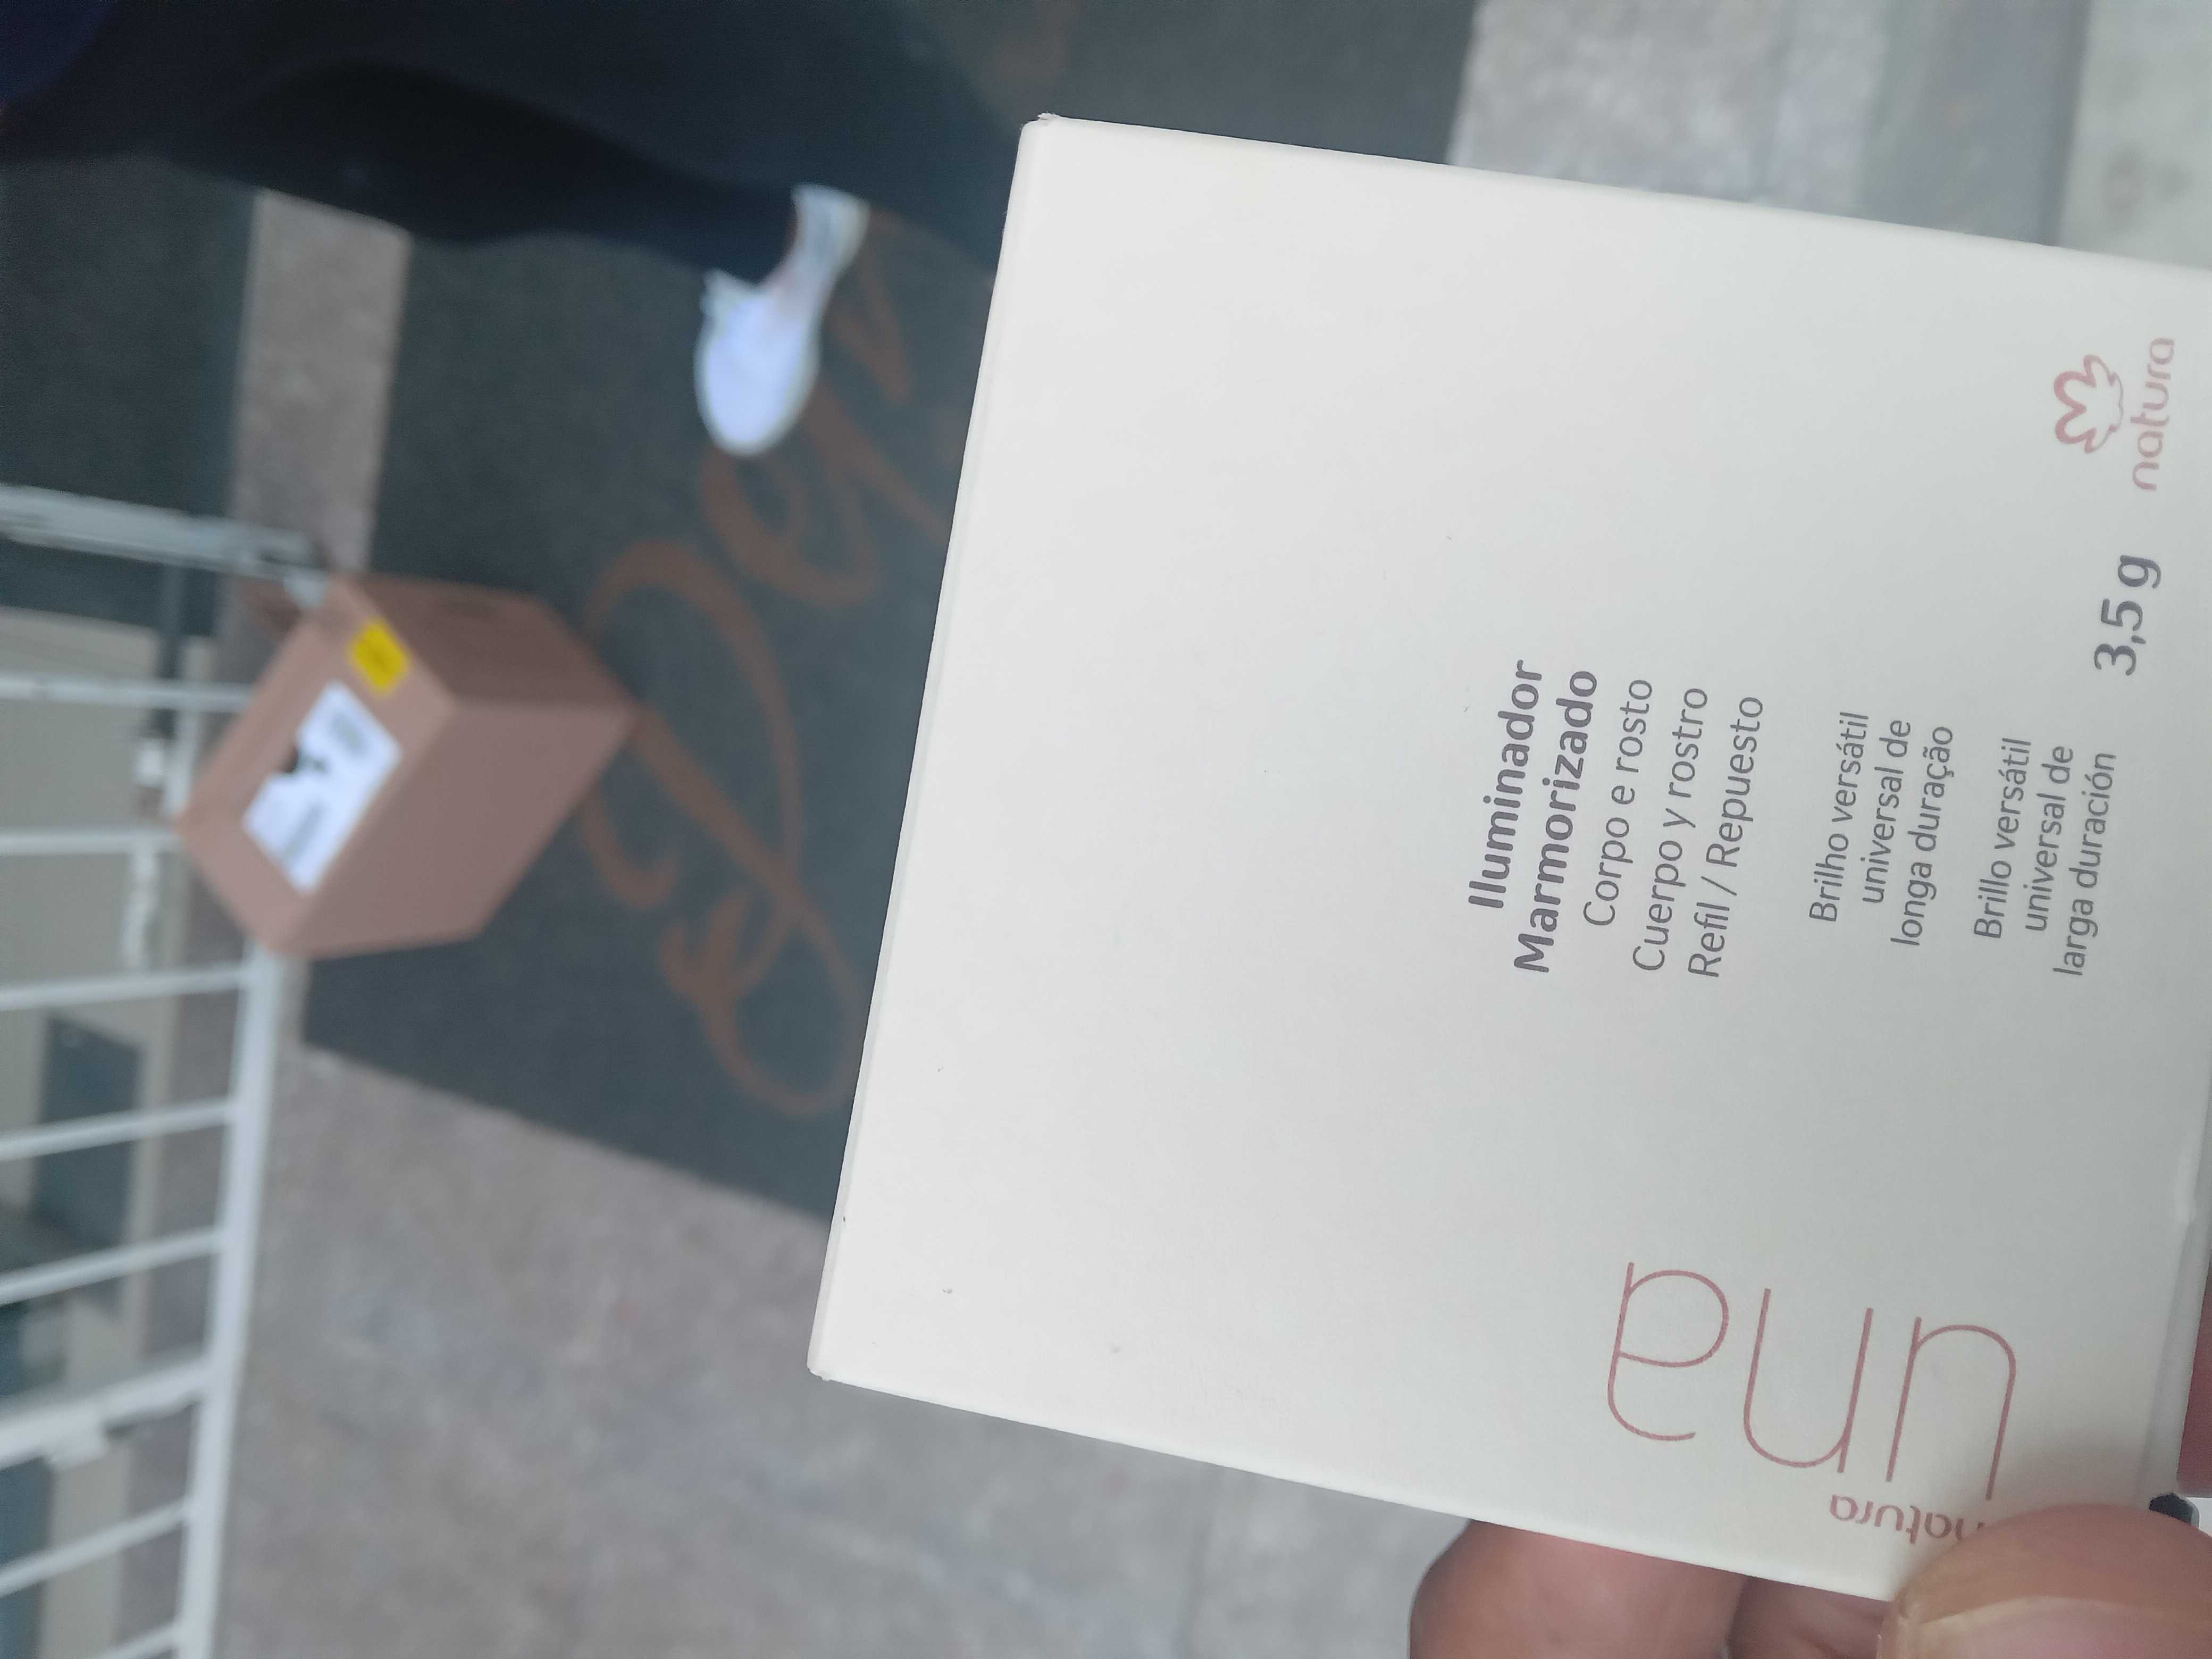 natura
una
Iluminador
Marmorizado
Corpo e rosto
Cuerpo y rostro
Refil / Repuesto
Brilho versátil
universal de
longa duração
Brillo versátil
universal de
larga duración
3,5 g
natura